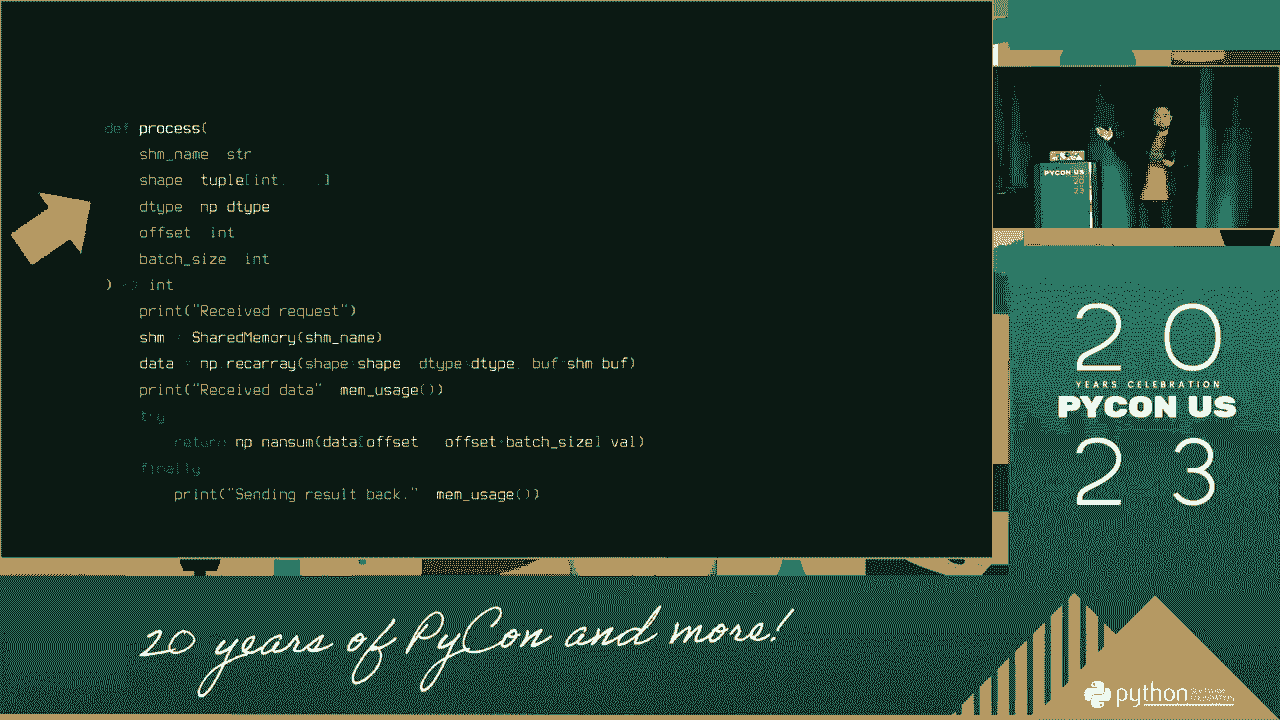 def process(
shm_name str
shape tuple[int, ...]
dtype np dtype
offset int
batch_size int
) -> int
print("Received request")
shm = SharedMemory(shm_name)
data = np.recarray(shape=shape, dtype=dtype, buf=shm buf)
print("Received data" mem_usage())
try
return np nansum(data[offset offset+batch_size] val)
finally
print("Sending result back." mem_usage())
PYCON US
20
23
20
YEARS CELEBRATION
PYCON US
23
20 years of PyCon and more!
python